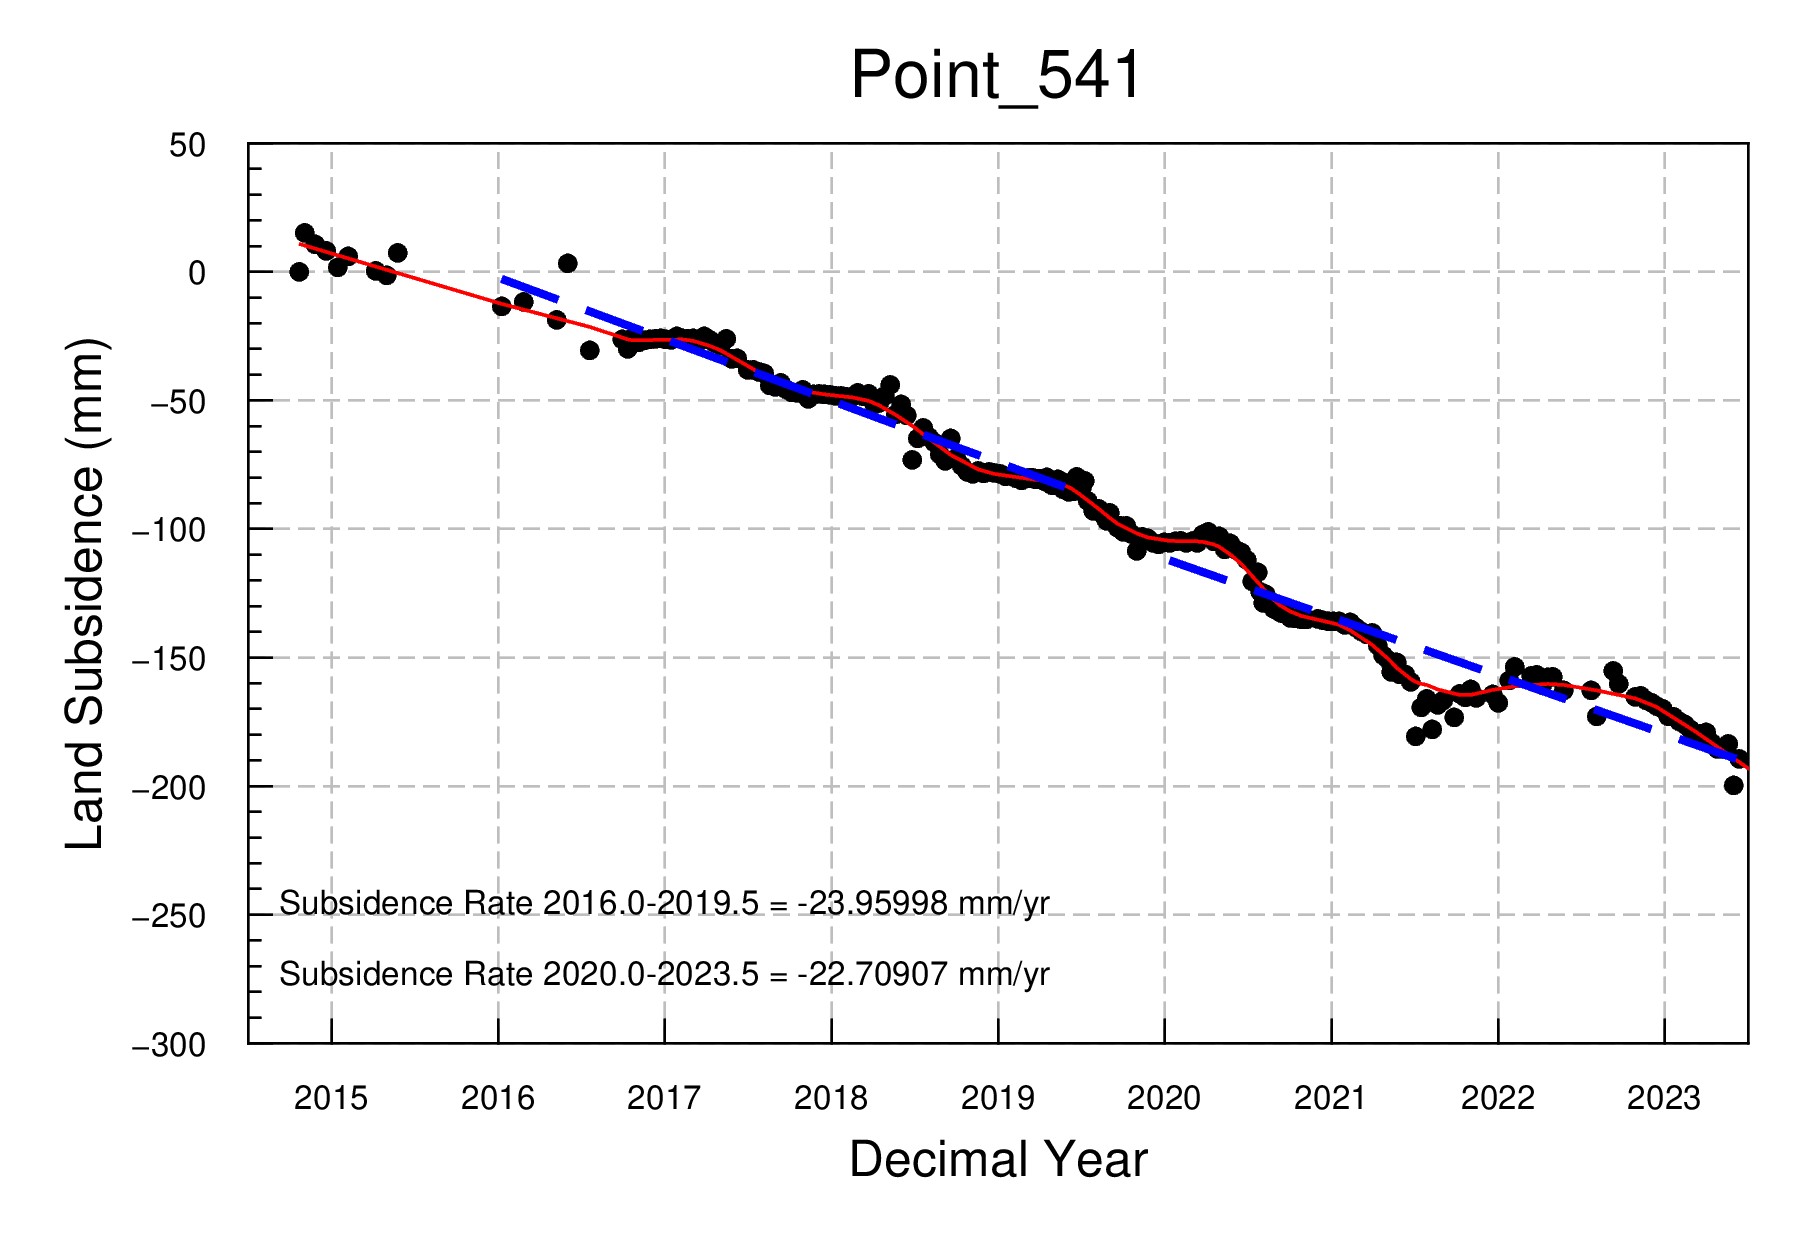 Point_541
50
0
−50
−100
−150
−200
−250
−300
Land Subsidence (mm)
Subsidence Rate 2016.0-2019.5 = -23.95998 mm/yr
Subsidence Rate 2020.0-2023.5 = -22.70907 mm/yr
2015 2016 2017 2018 2019 2020 2021 2022 2023
Decimal Year